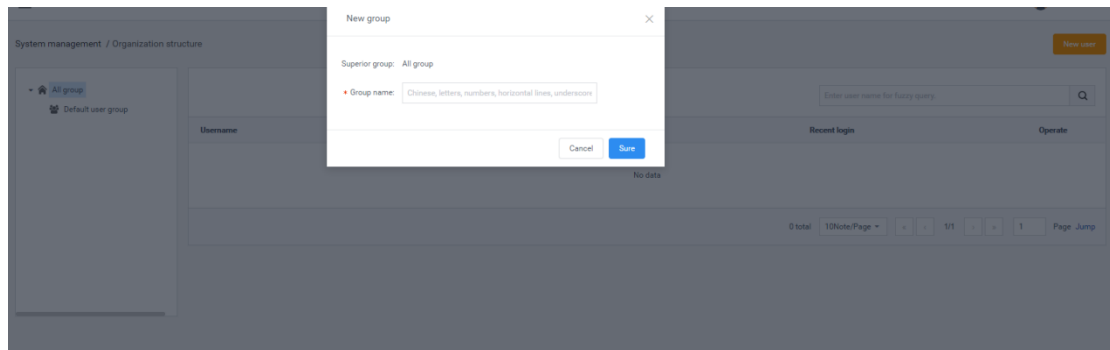 New group
System management / Organization structure
New user
Superior group: All group
All group
* Group name: Chinese, letters, numbers, horizontal lines, underscore
Enter user name for fuzzy query.
Default user group
Username
Recent login
Operate
Cancel
Sure
No data
0 total 10Note/Page « ‹ 1/1 › » 1 Page Jump